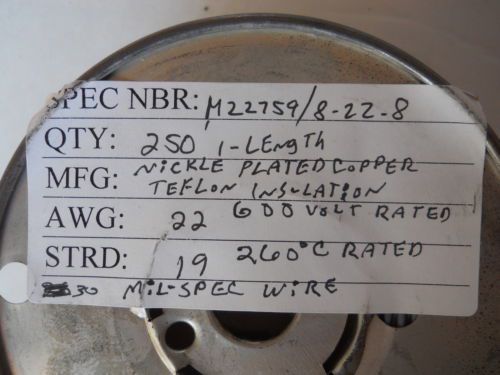 SPEC NBR: M22759/8-22-8
QTY: 250 1-LENGTH
MFG: NICKLE PLATED COPPER
TEFLON INSULATION
AWG: 22 600 VOLT RATED
STRD: 19 260°C RATED
30 MIL-SPEC WIRE